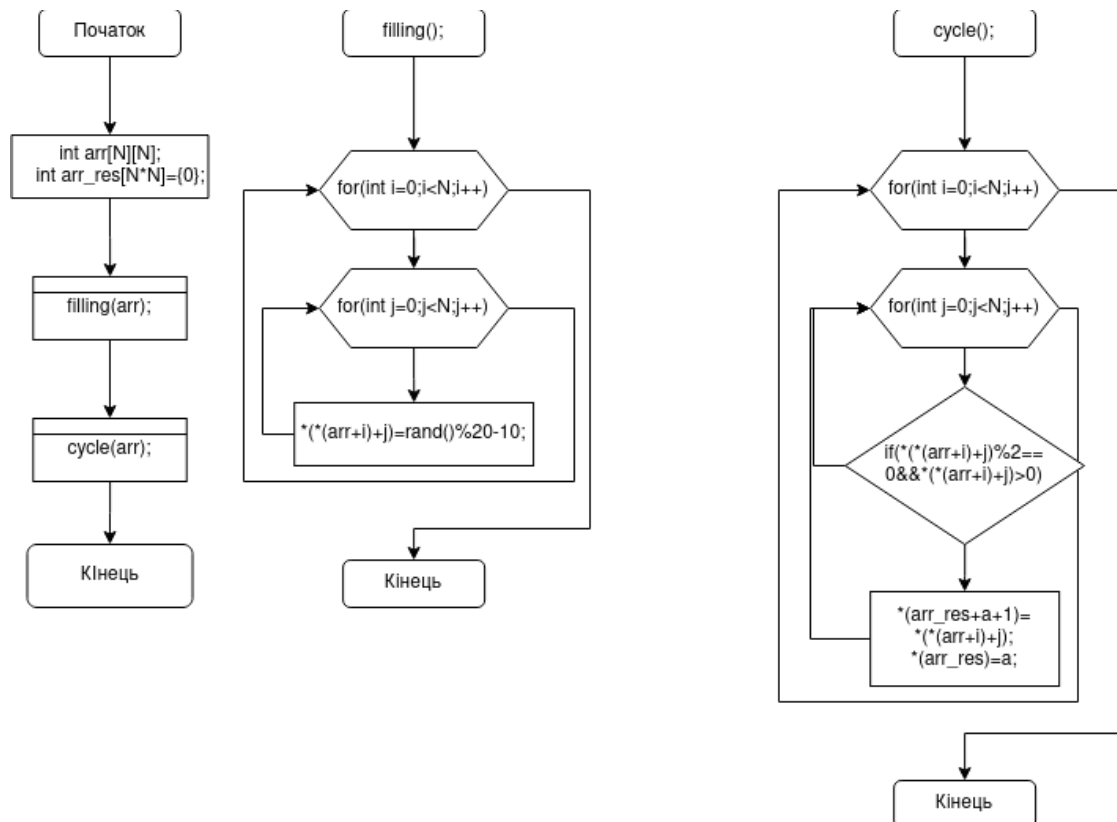 Початок
int arr[N][N];
int arr_res[N*N]={0};
filling(arr);
cycle(arr);
КІнець
filling();
for(int i=0;i<N;i++)
for(int j=0;j<N;j++)
*(*(arr+i)+j)=rand()%20-10;
Кінець
cycle();
for(int i=0;i<N;i++)
for(int j=0;j<N;j++)
if(*(*(arr+i)+j)%2==
0&&*(*(arr+i)+j)>0)
*(arr_res+a+1)=
*(*(arr+i)+j);
*(arr_res)=a;
Кінець